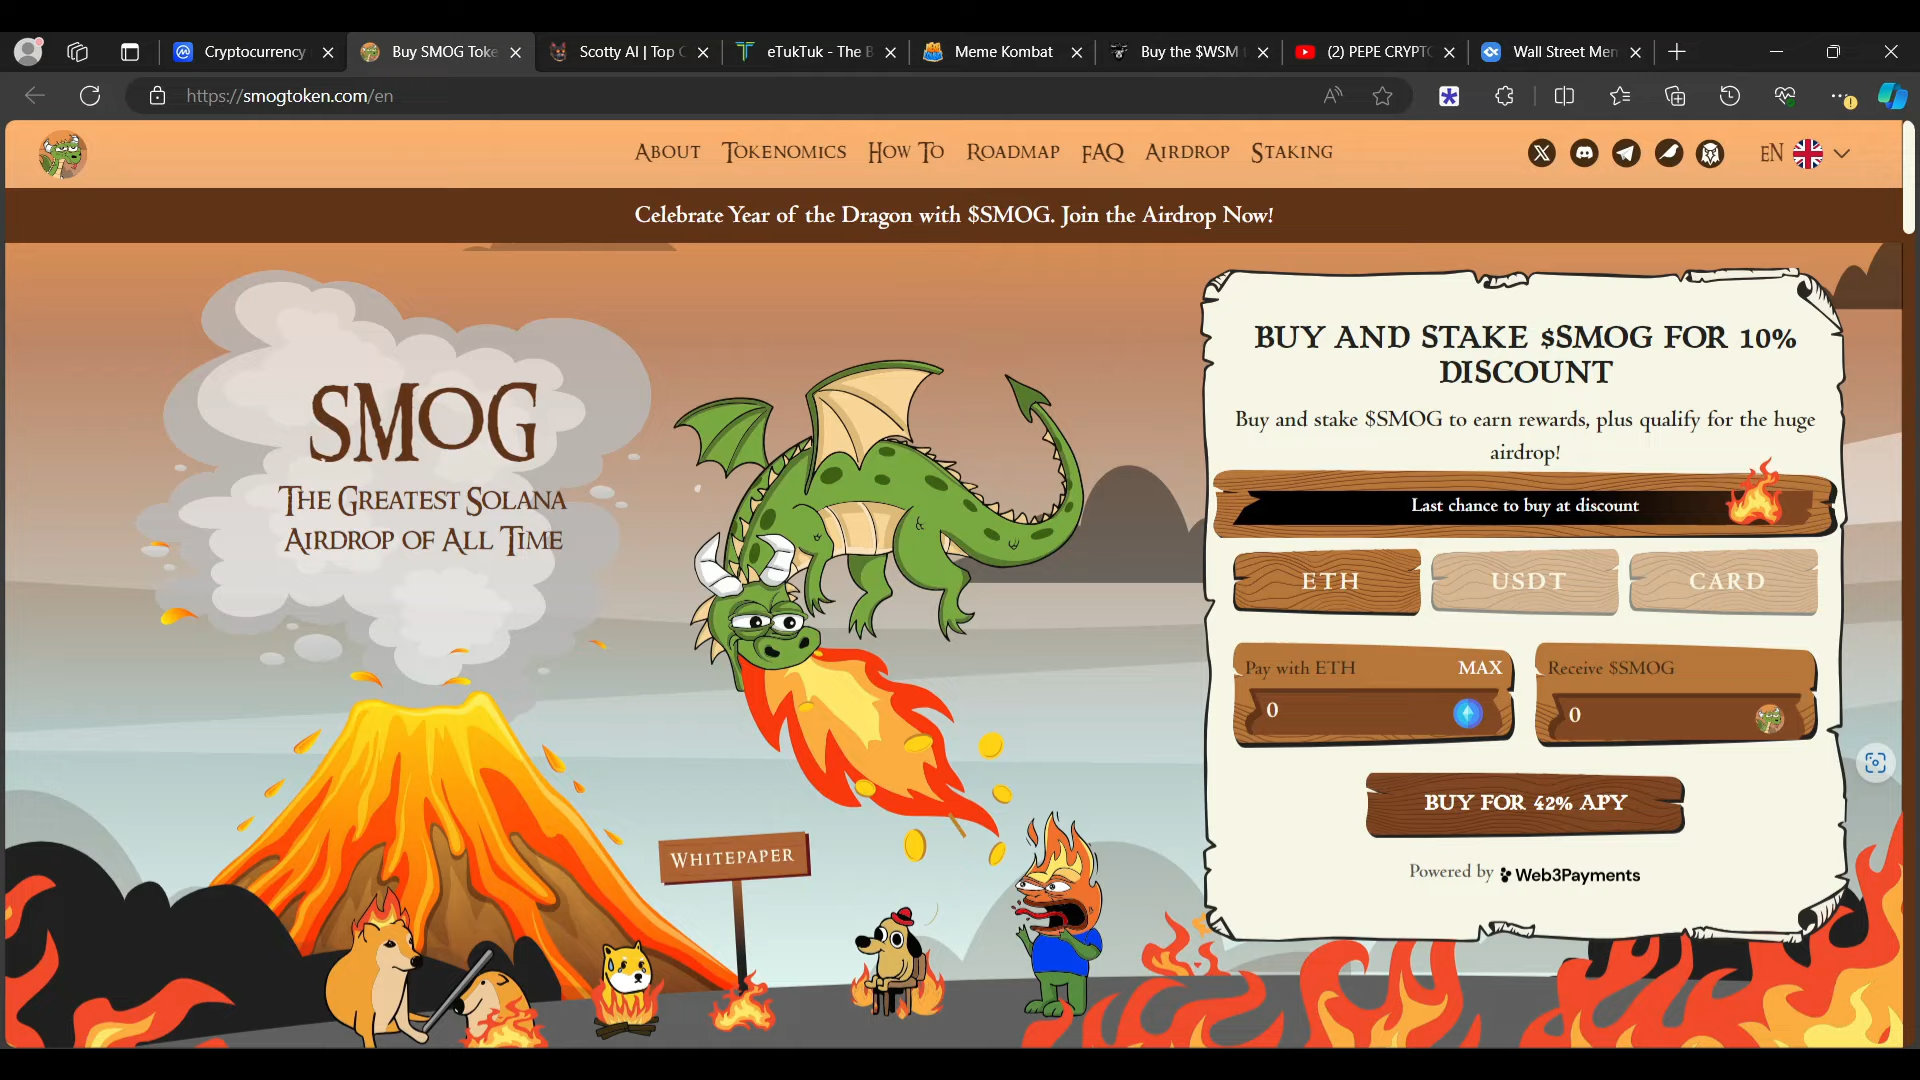 Cryptocurrency
Buy SMOG Toke
Scotty AI | Top C
eTukTuk - The B
Meme Kombat
Buy the $WSM t
(2) PEPE CRYPTO
Wall Street Mem
https://smogtoken.com/en
About
Tokenomics
How To
Roadmap
FAQ
Airdrop
Staking
EN
Celebrate Year of the Dragon with $SMOG. Join the Airdrop Now!
SMOG
The Greatest Solana
Airdrop of All Time
Whitepaper
BUY AND STAKE $SMOG FOR 10%
DISCOUNT
Buy and stake $SMOG to earn rewards, plus qualify for the huge
airdrop!
Last chance to buy at discount
ETH
USDT
CARD
Pay with ETH
MAX
Receive $SMOG
0
0
BUY FOR 42% APY
Powered by Web3Payments